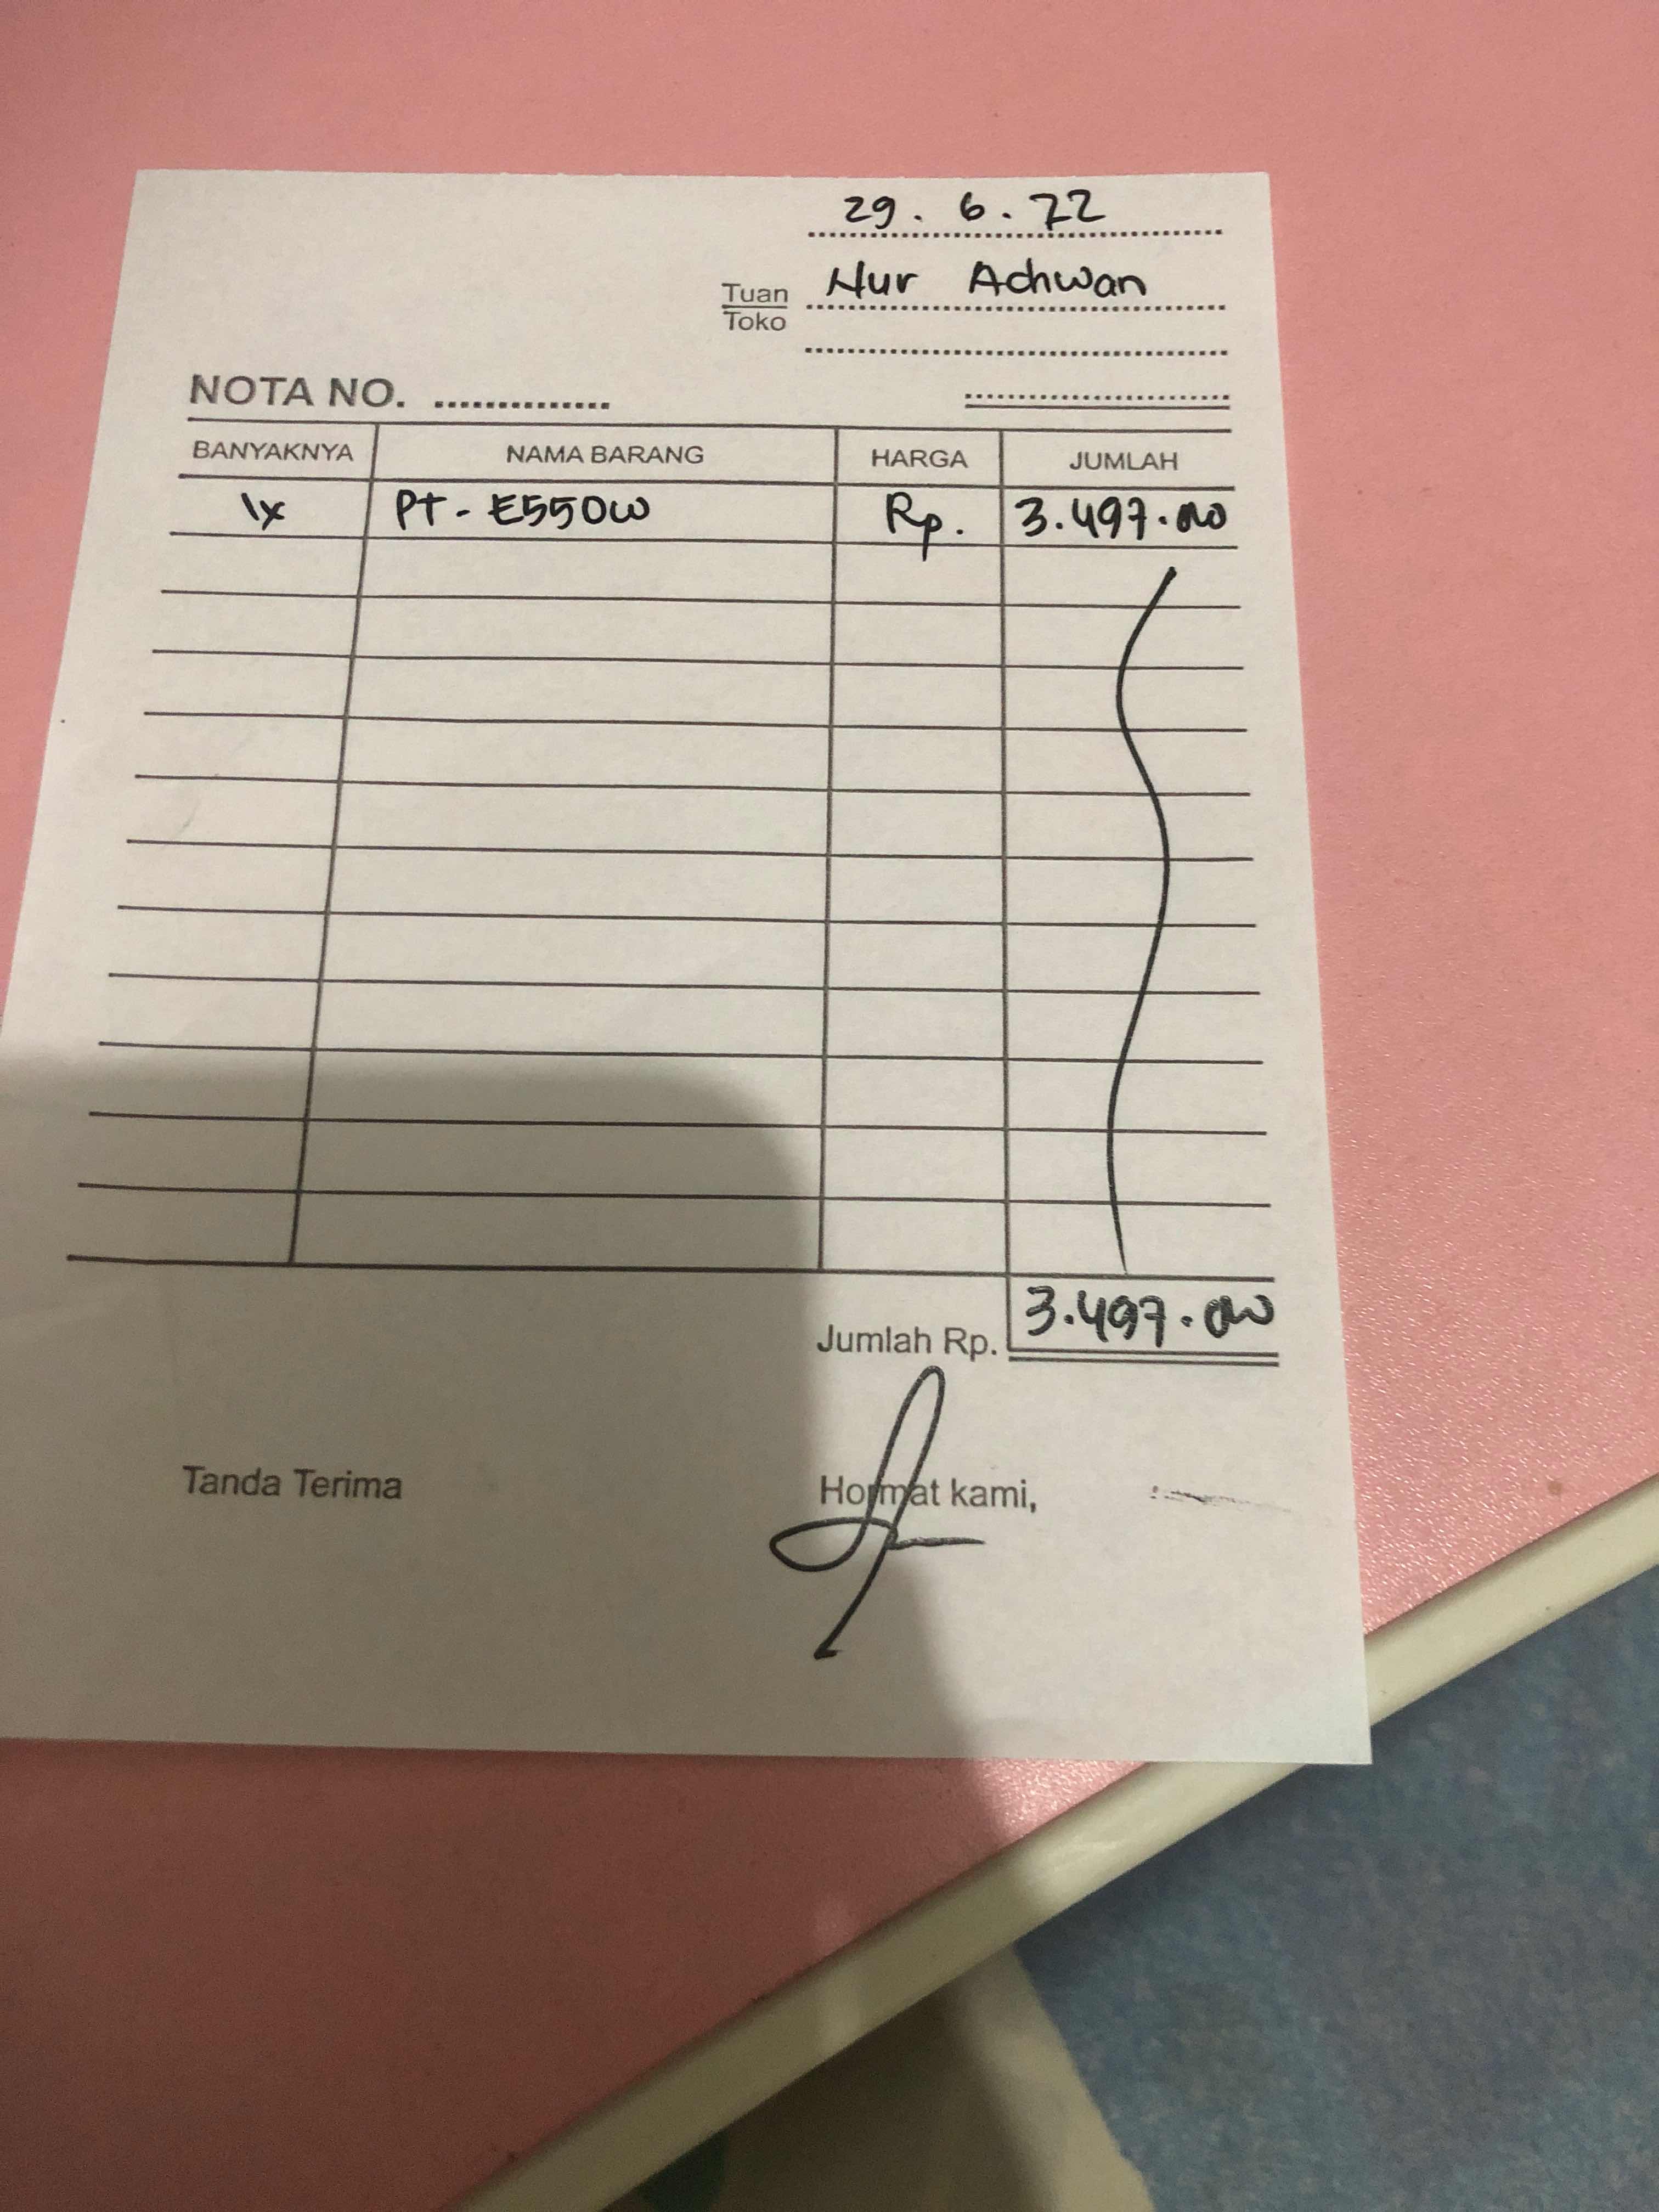 29. 6. 22
Tuan Nur Achwan
Toko
NOTA NO. ..............
BANYAKNYA NAMA BARANG HARGA JUMLAH
1x PT- E550W Rp. 3.497.000
Jumlah Rp. 3.497.000
Tanda Terima Hormat kami,